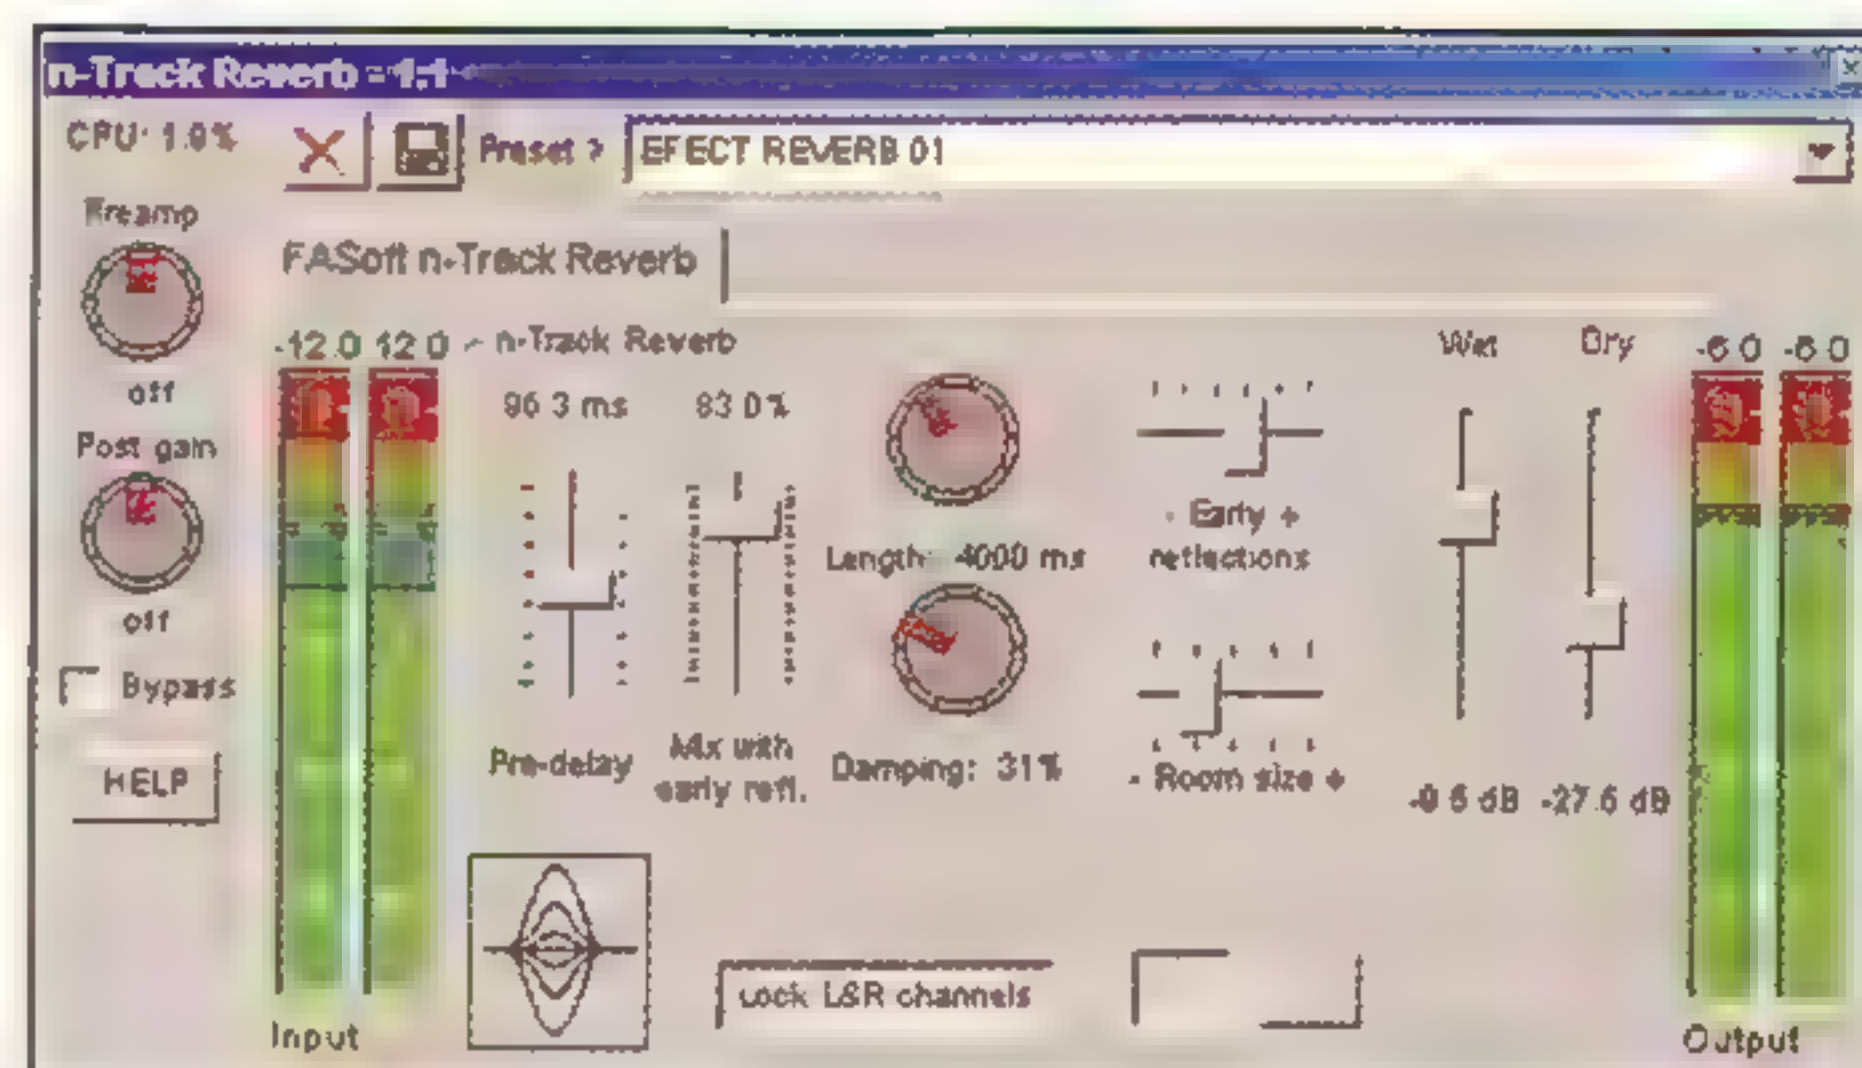 n-Track Reverb - 1:1
CPU: 1.0%
Preset >
EFECT REVERB 01
Preamp
off
Post gain
off
Bypass
HELP
FASoft n-Track Reverb
-12.0 -12.0
n-Track Reverb
96.3 ms
83.0%
Pre-delay
Mix with
early refl.
Length: 4000 ms
Damping: 31%
- Early +
reflections
- Room size +
Wet
Dry
-27.6 dB
-6.0 -6.0
Lock L&R channels
Input
Output